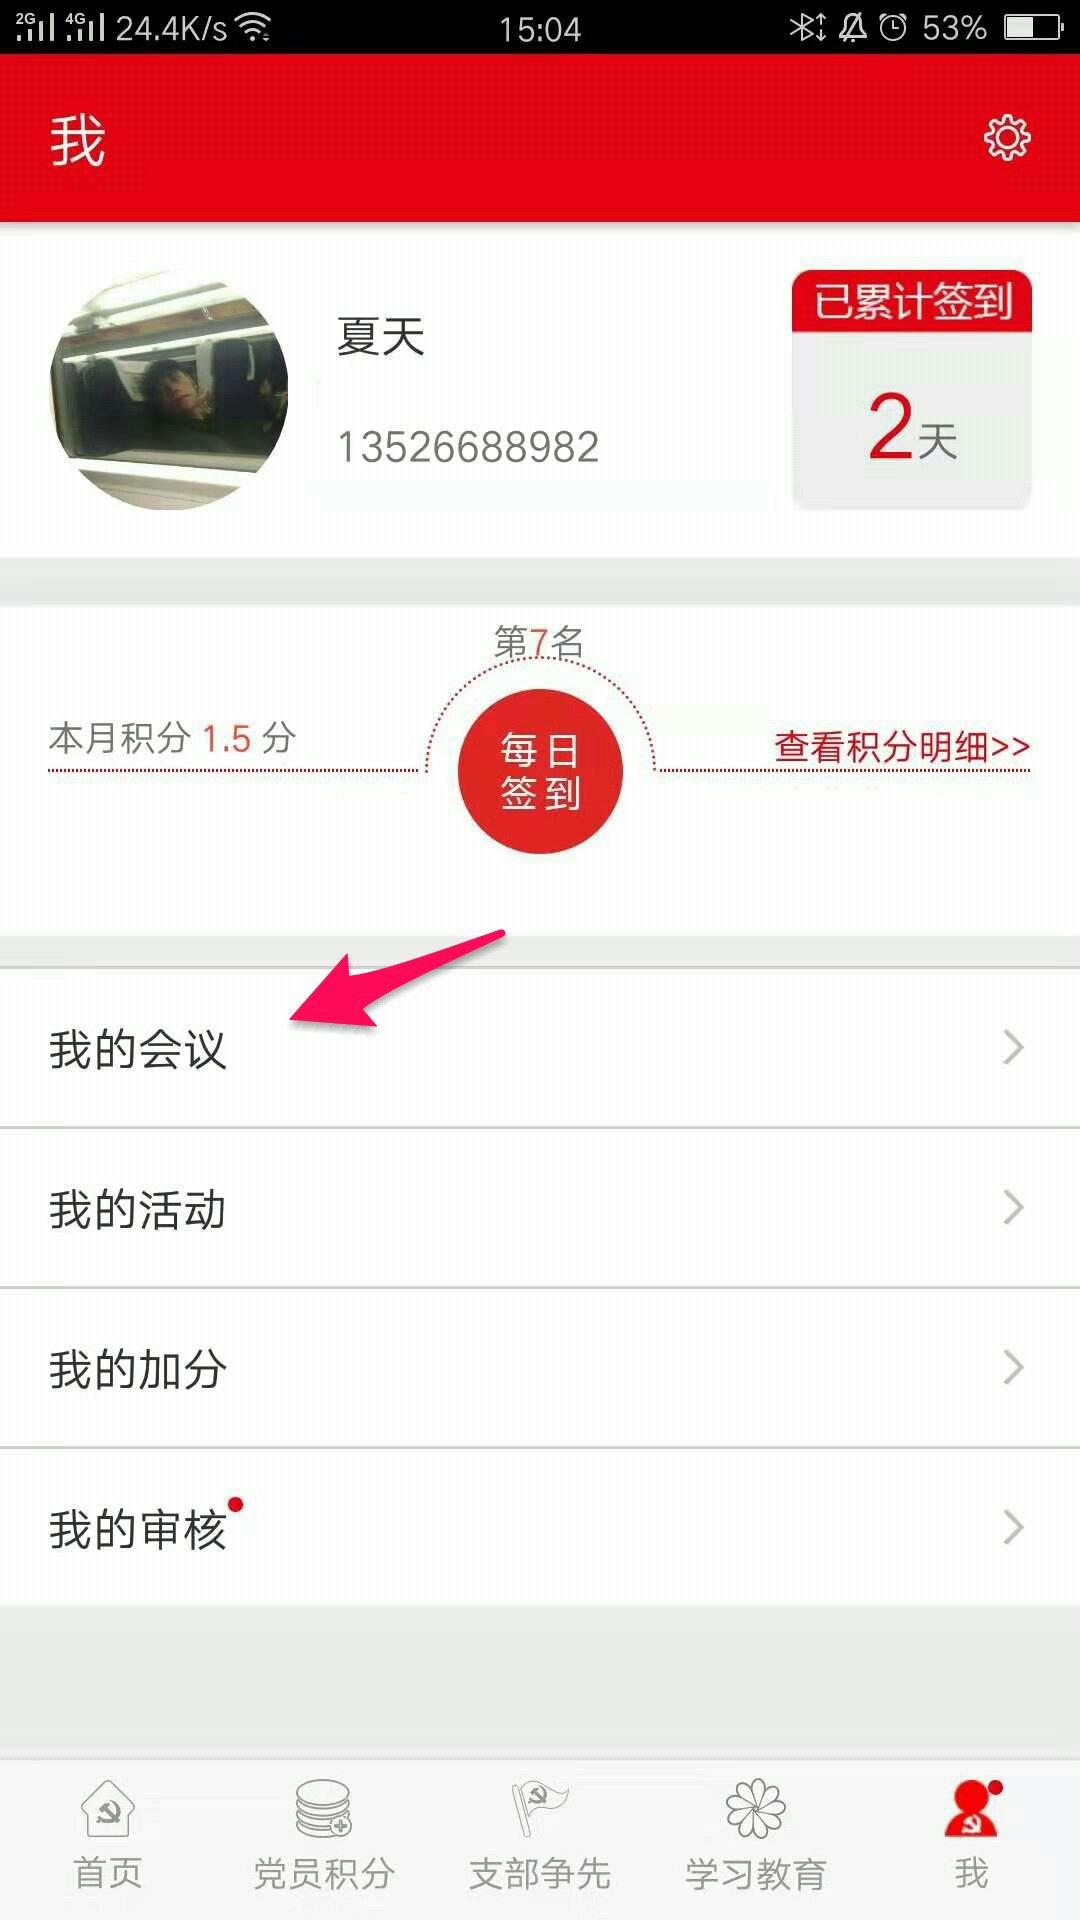 2G 4G 24.4K/s 15:04 53%
我
已累计签到
夏天
2天
13526688982
第7名
本月积分 1.5 分
每日
签到
查看积分明细>>
我的会议
我的活动
我的加分
我的审核
首页 党员积分 支部争先 学习教育 我